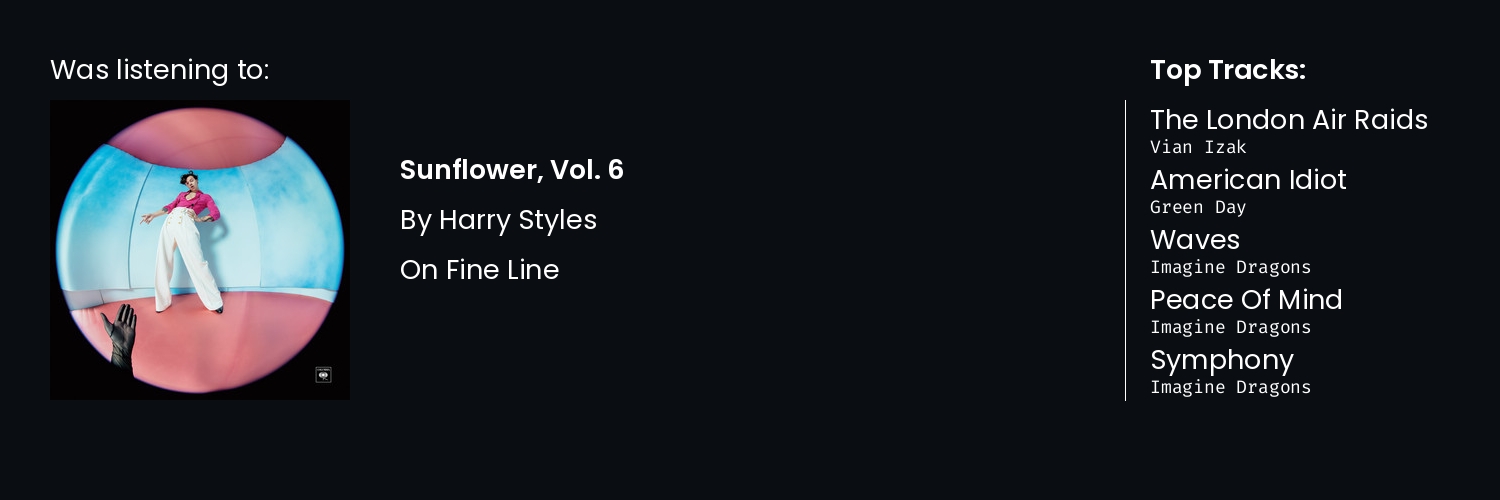 Was listening to:
Sunflower, Vol. 6
By Harry Styles
On Fine Line
Top Tracks:
The London Air Raids
Vian Izak
American Idiot
Green Day
Waves
Imagine Dragons
Peace Of Mind
Imagine Dragons
Symphony
Imagine Dragons